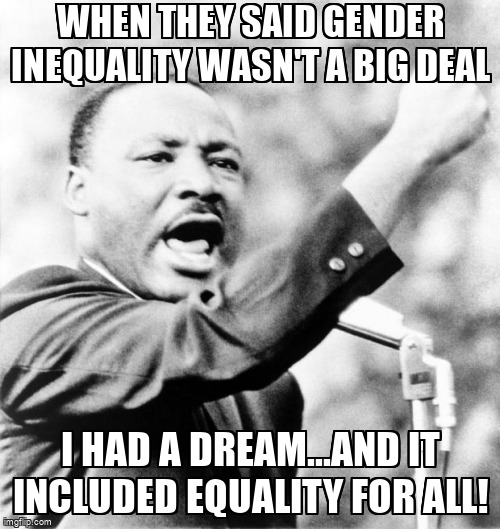 WHEN THEY SAID GENDER
INEQUALITY WASN'T A BIG DEAL
I HAD A DREAM...AND IT
INCLUDED EQUALITY FOR ALL!
imgflip.com